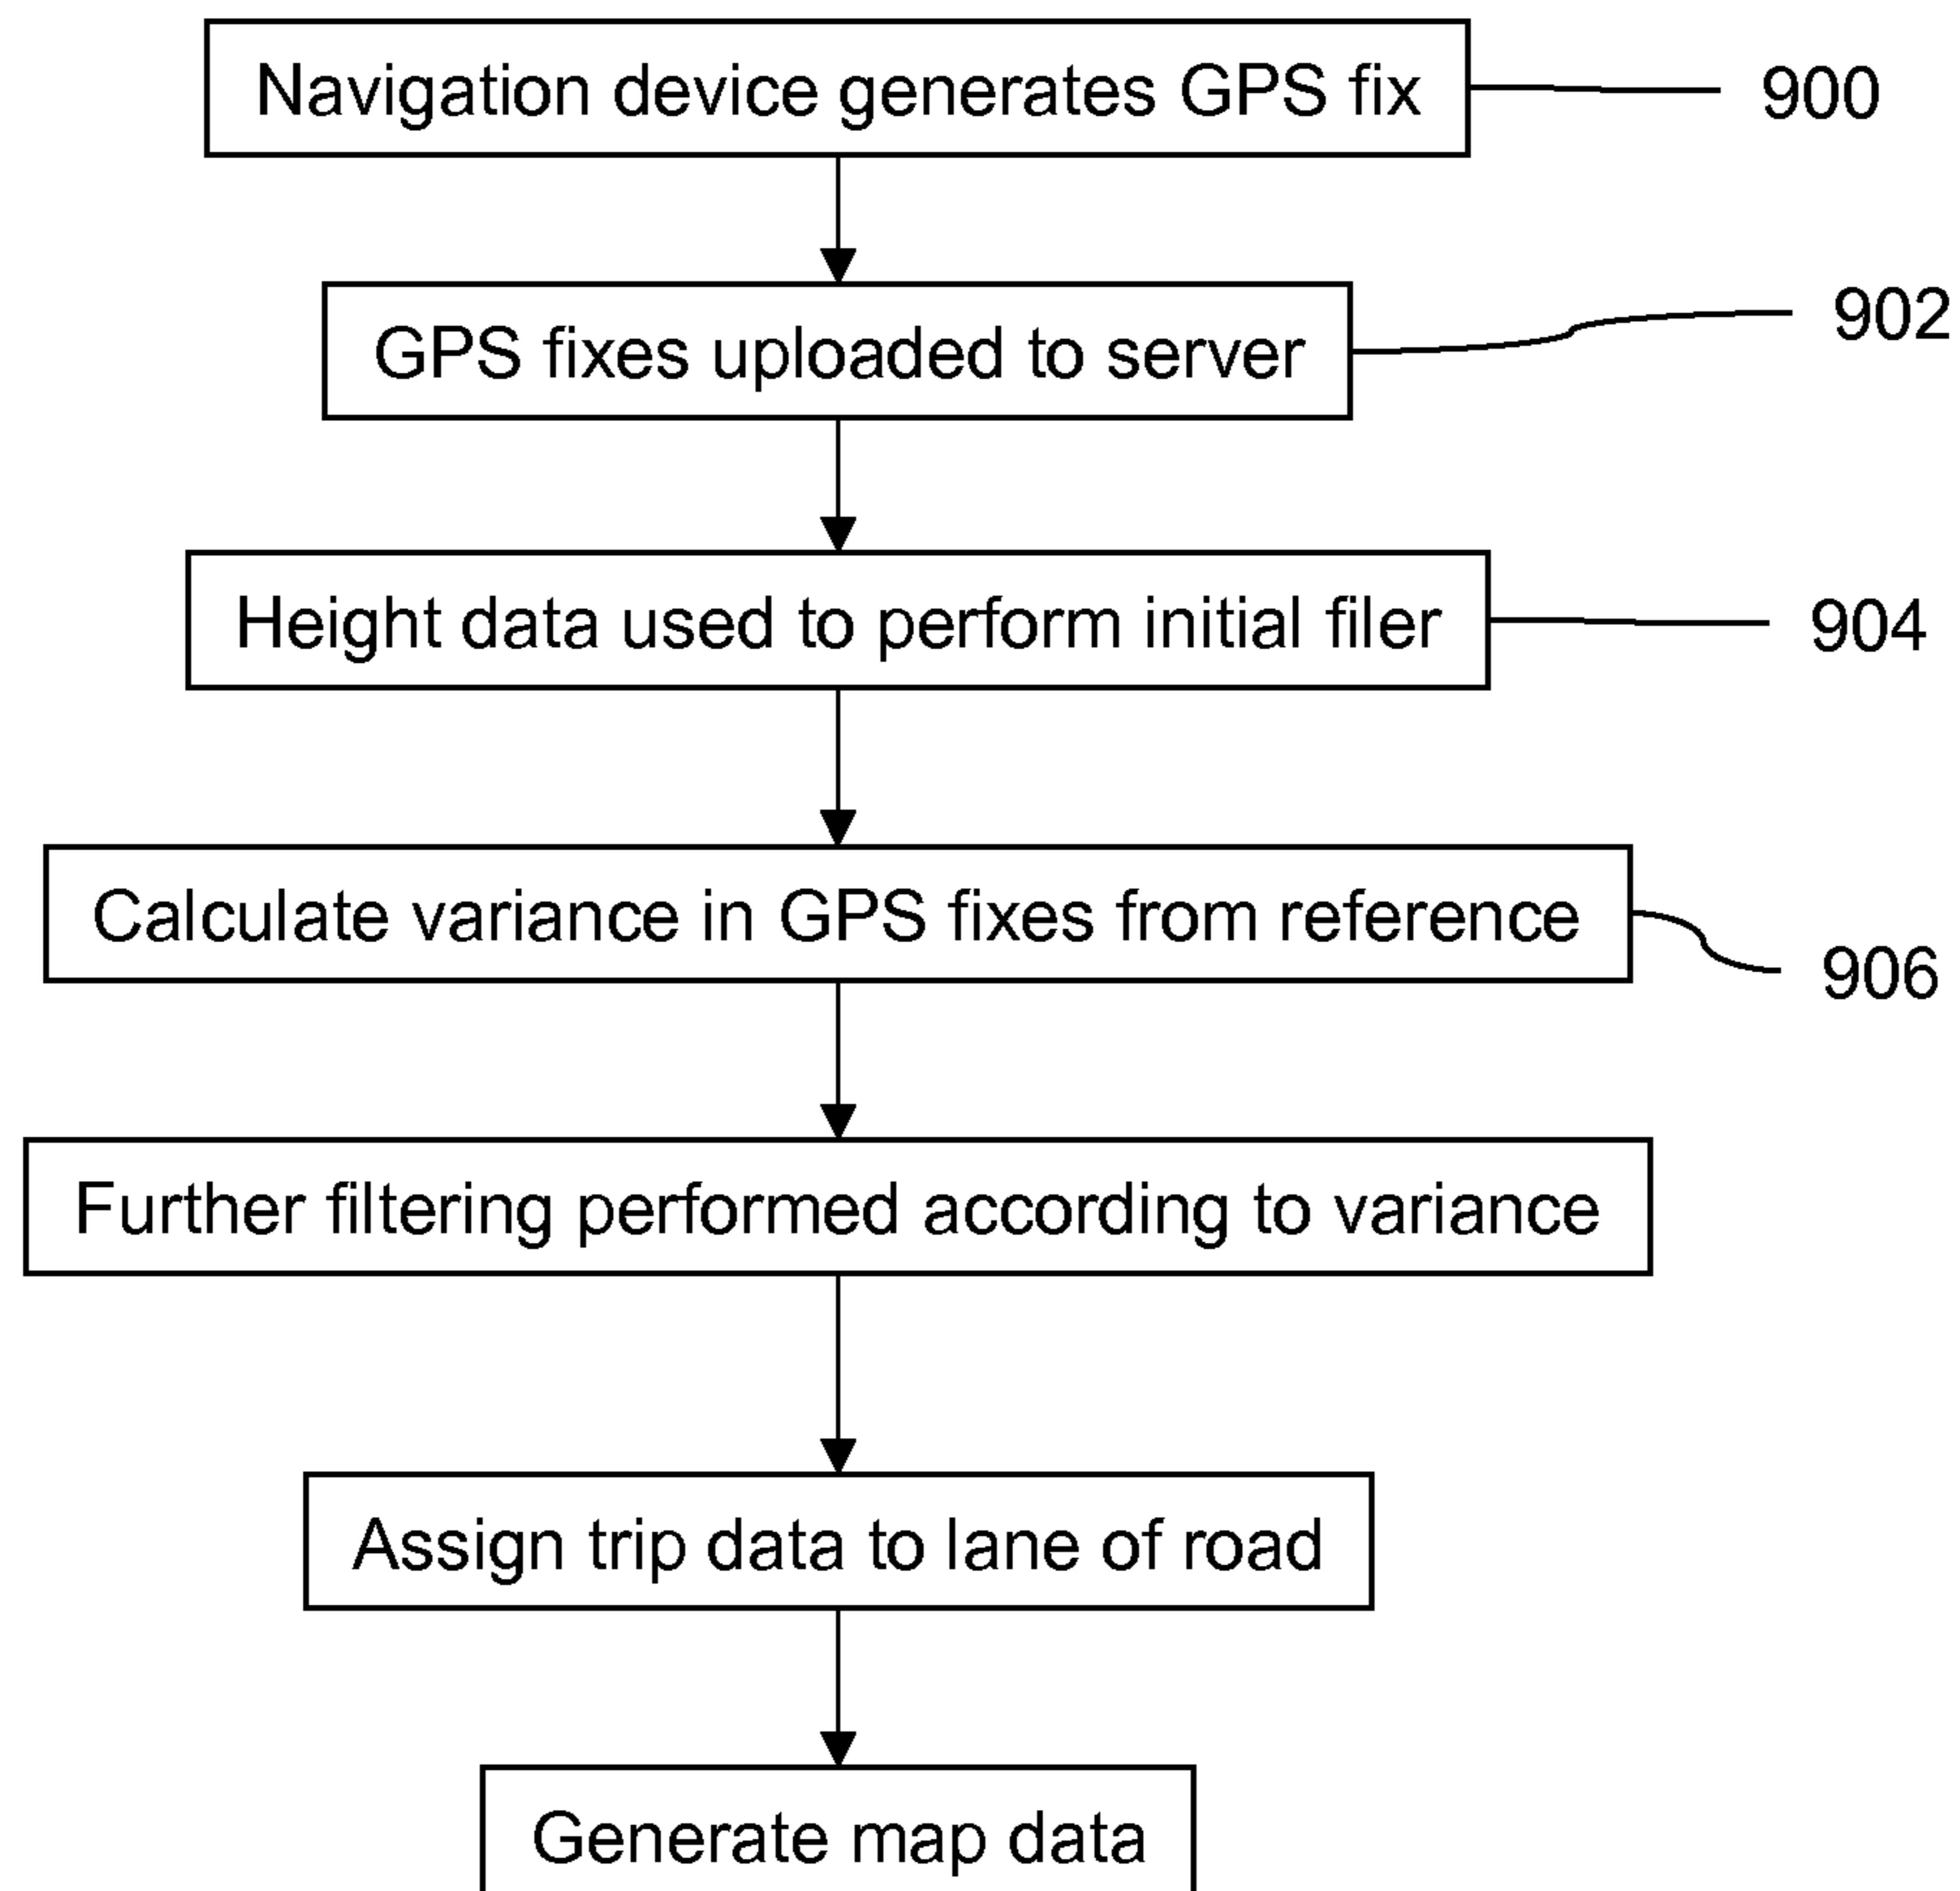 Navigation device generates GPS fix
900
GPS fixes uploaded to server
902
Height data used to perform initial filer
904
Calculate variance in GPS fixes from reference
906
Further filtering performed according to variance
Assign trip data to lane of road
Generate map data